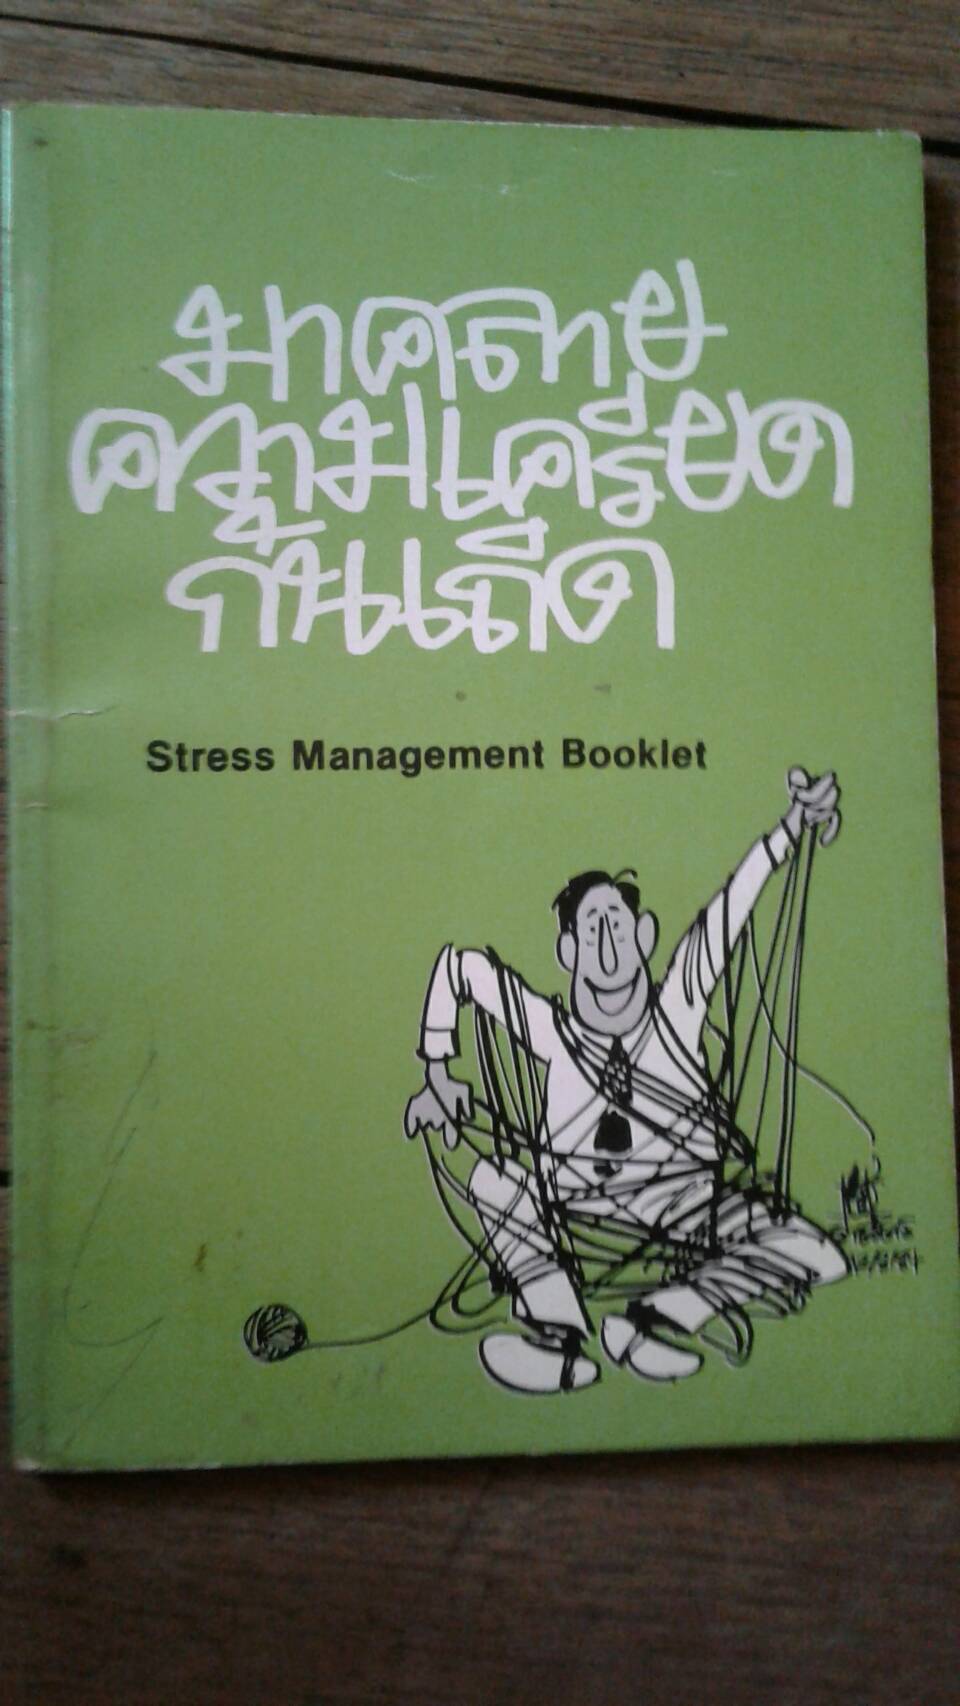 มาคลาย
ความเครียด
กันเถิด
Stress Management Booklet